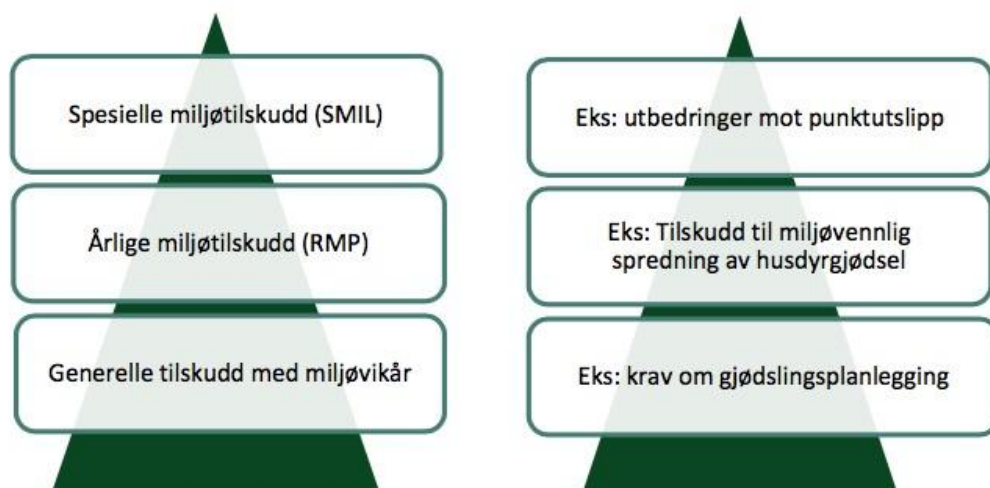 Spesielle miljøtilskudd (SMIL)
Årlige miljøtilskudd (RMP)
Generelle tilskudd med miljøvikår
Eks: utbedringer mot punktutslipp
Eks: Tilskudd til miljøvennlig
spredning av husdyrgjødsel
Eks: krav om gjødslingsplanlegging